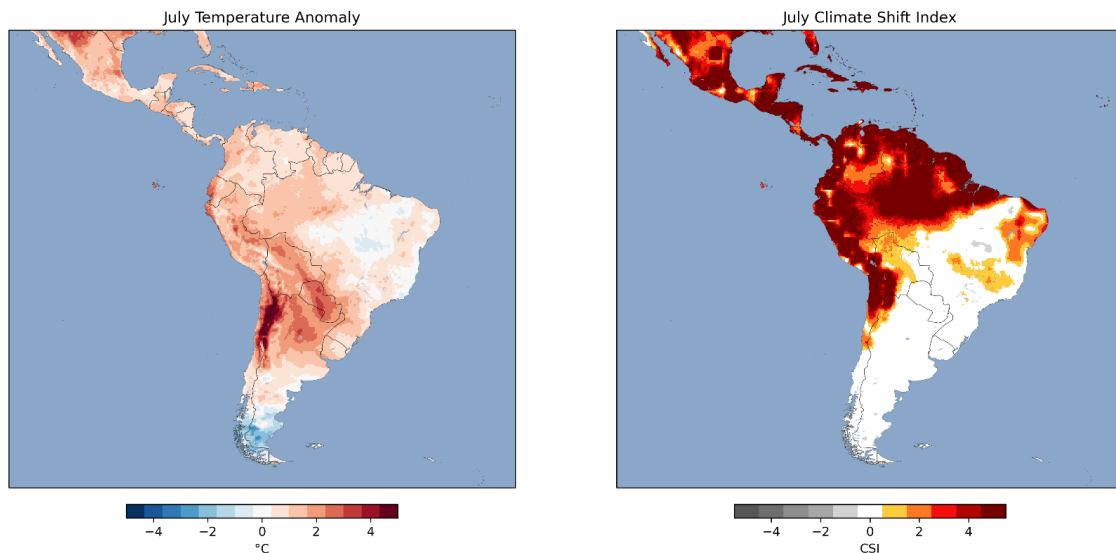 July Temperature Anomaly
July Climate Shift Index
−4 −2 0 2 4
°C
−4 −2 0 2 4
CSI